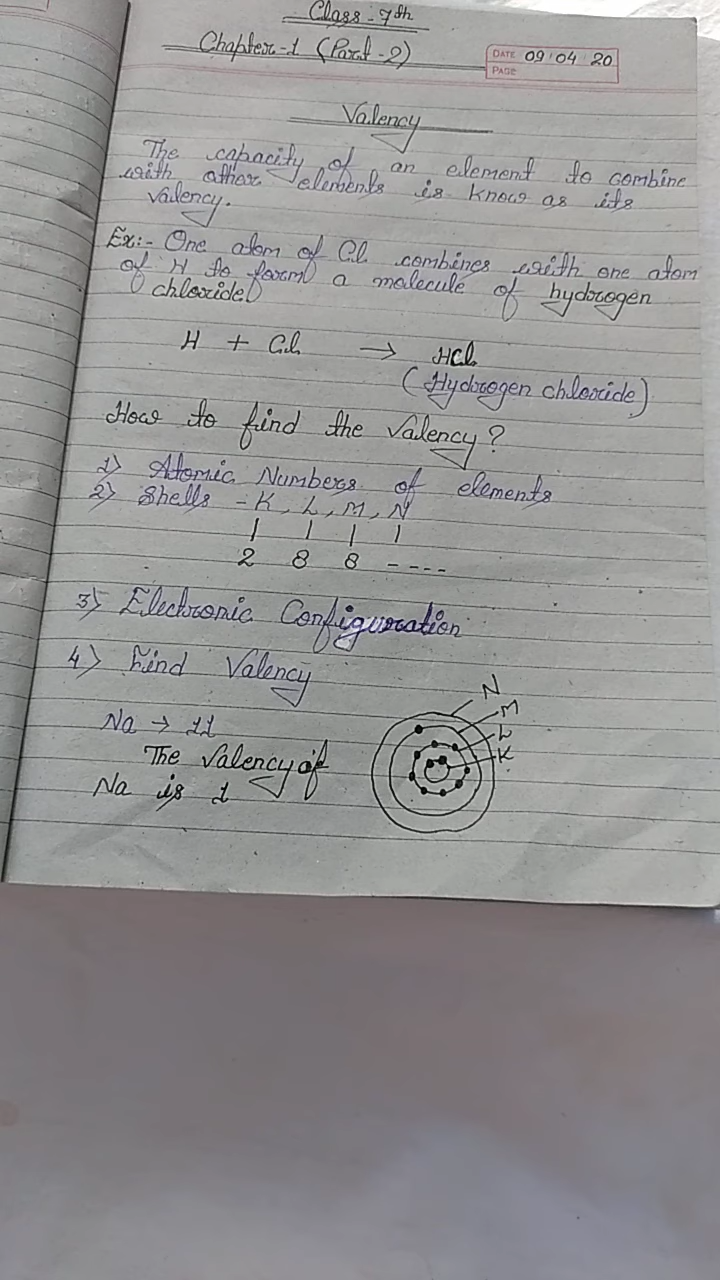 Class - 7th
Chapter-1 (Part-2)
DATE 09 04 20
PAGE
Valency
The capacity of an element to combine
with other elements is know as its
Valency.
Ex:- One atom of Cl combines with one atom
of H to form a molecule of hydrogen
chloride
H + Cl → HCl
(Hydrogen chloride)
How to find the Valency?
1) Atomic Numbers of elements
2) Shells - K, L, M, N
2 8 8 ----
3) Electronic Configuration
4) Find Valency
N
M
L
K
Na → 11
The Valency of
Na is 1